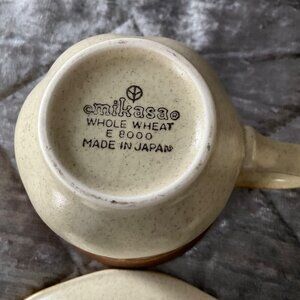 mikasa
WHOLE WHEAT
E 8000
MADE IN JAPAN